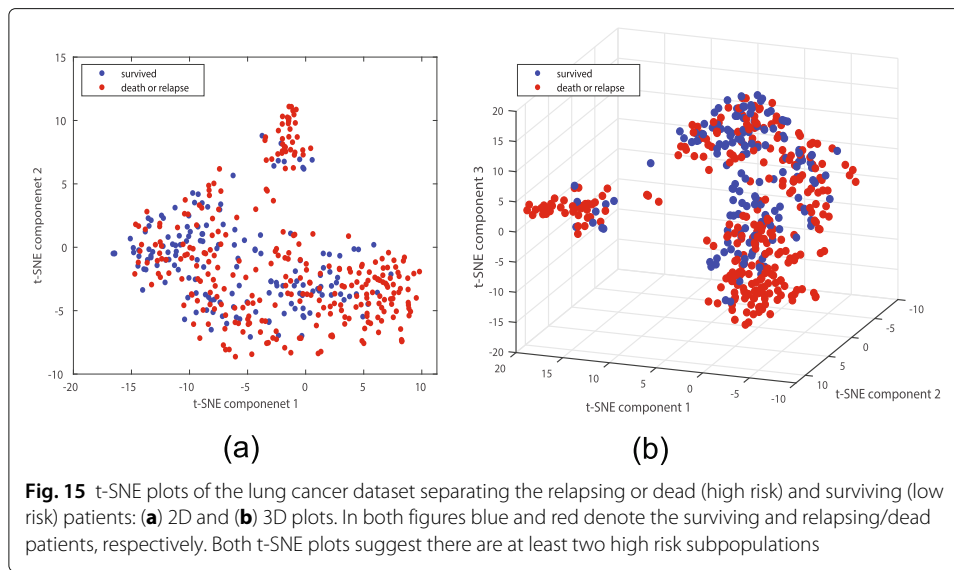 15
10
5
0
-5
-10
-20
-15
-10
-5
0
5
10
t-SNE componenet 2
t-SNE componenet 1
survived
death or relapse
(a)
survived
death or relapse
20
15
10
5
0
-5
-10
-15
-20
t-SNE component 3
20
15
10
5
0
-5
-10
t-SNE component 1
10
5
0
-5
-10
t-SNE component 2
(b)
Fig. 15 t-SNE plots of the lung cancer dataset separating the relapsing or dead (high risk) and surviving (low
risk) patients: (a) 2D and (b) 3D plots. In both figures blue and red denote the surviving and relapsing/dead
patients, respectively. Both t-SNE plots suggest there are at least two high risk subpopulations